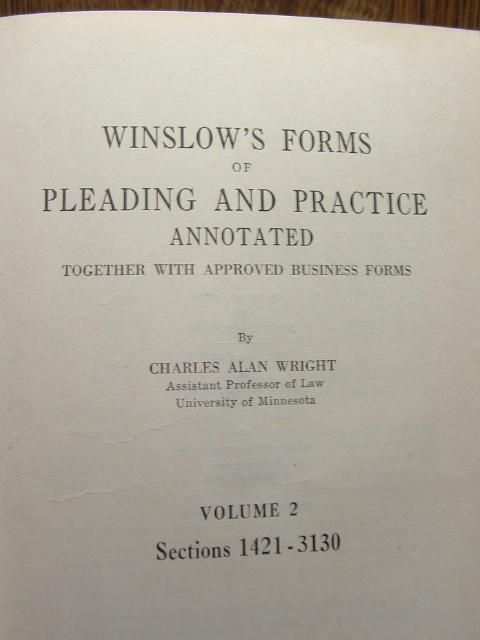 WINSLOW'S FORMS
OF
PLEADING AND PRACTICE
ANNOTATED
TOGETHER WITH APPROVED BUSINESS FORMS
By
CHARLES ALAN WRIGHT
Assistant Professor of Law
University of Minnesota
VOLUME 2
Sections 1421-3130